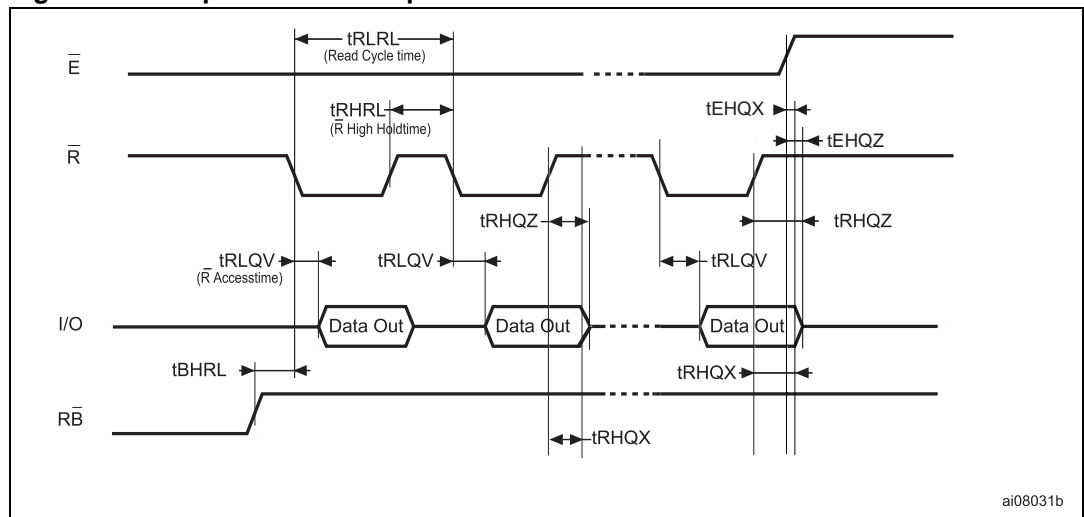 tRLRL
(Read Cycle time)
E̅
tEHQX
tRHRL
(R̅ High Holdtime)
tEHQZ
R̅
tRHQZ
tRHQZ
tRLQV
tRLQV
tRLQV
(R̅ Accesstime)
I/O
Data Out
Data Out
Data Out
tBHRL
tRHQX
RB̅
tRHQX
ai08031b